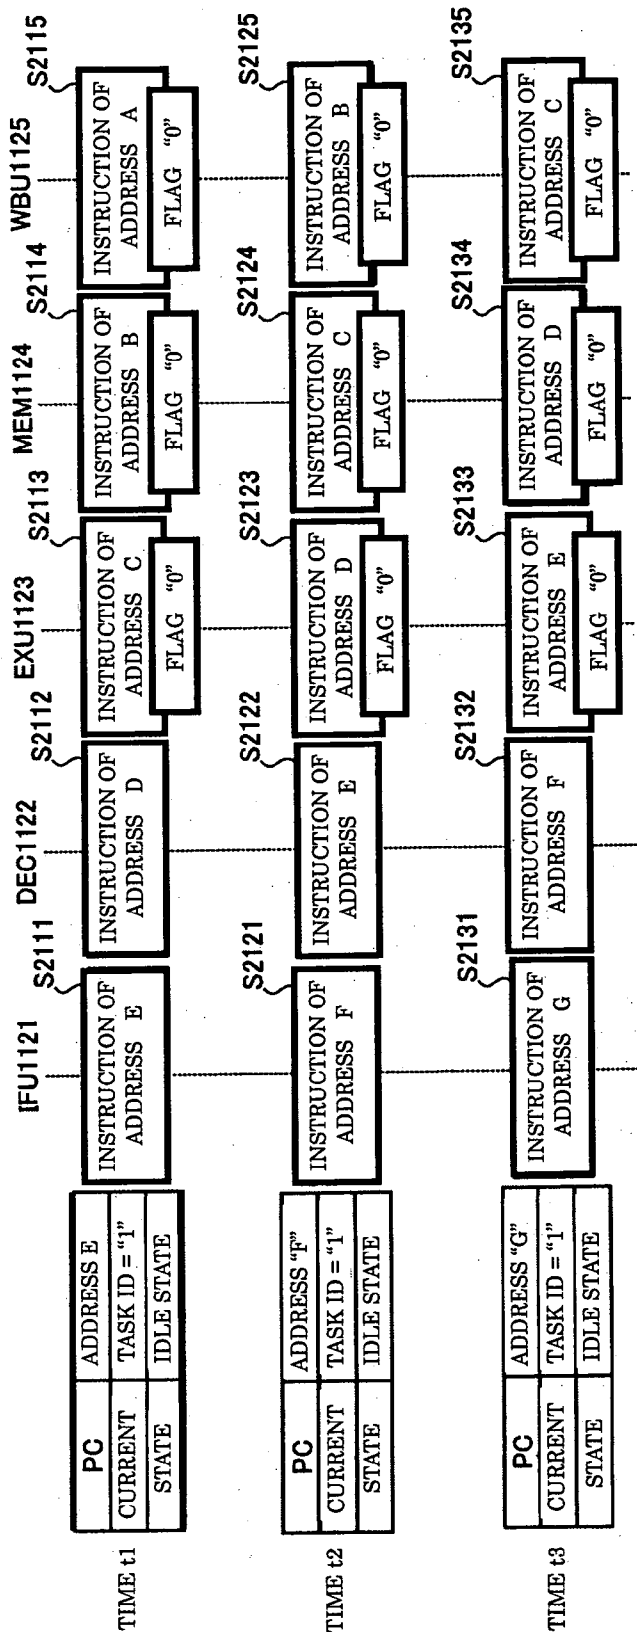 IFU1121
DEC1122
EXU1123
MEM1124
WBU1125
TIME t1
PC
ADDRESS E
CURRENT
TASK ID = “1”
STATE
IDLE STATE
S2111
INSTRUCTION OF
ADDRESS E
S2112
INSTRUCTION OF
ADDRESS D
S2113
INSTRUCTION OF
ADDRESS C
FLAG “0”
S2114
INSTRUCTION OF
ADDRESS B
FLAG “0”
S2115
INSTRUCTION OF
ADDRESS A
FLAG “0”
TIME t2
PC
ADDRESS “F”
CURRENT
TASK ID = “1”
STATE
IDLE STATE
S2121
INSTRUCTION OF
ADDRESS F
S2122
INSTRUCTION OF
ADDRESS E
S2123
INSTRUCTION OF
ADDRESS D
FLAG “0”
S2124
INSTRUCTION OF
ADDRESS C
FLAG “0”
S2125
INSTRUCTION OF
ADDRESS B
FLAG “0”
TIME t3
PC
ADDRESS “G”
CURRENT
TASK ID = “1”
STATE
IDLE STATE
S2131
INSTRUCTION OF
ADDRESS G
S2132
INSTRUCTION OF
ADDRESS F
S2133
INSTRUCTION OF
ADDRESS E
FLAG “0”
S2134
INSTRUCTION OF
ADDRESS D
FLAG “0”
S2135
INSTRUCTION OF
ADDRESS C
FLAG “0”